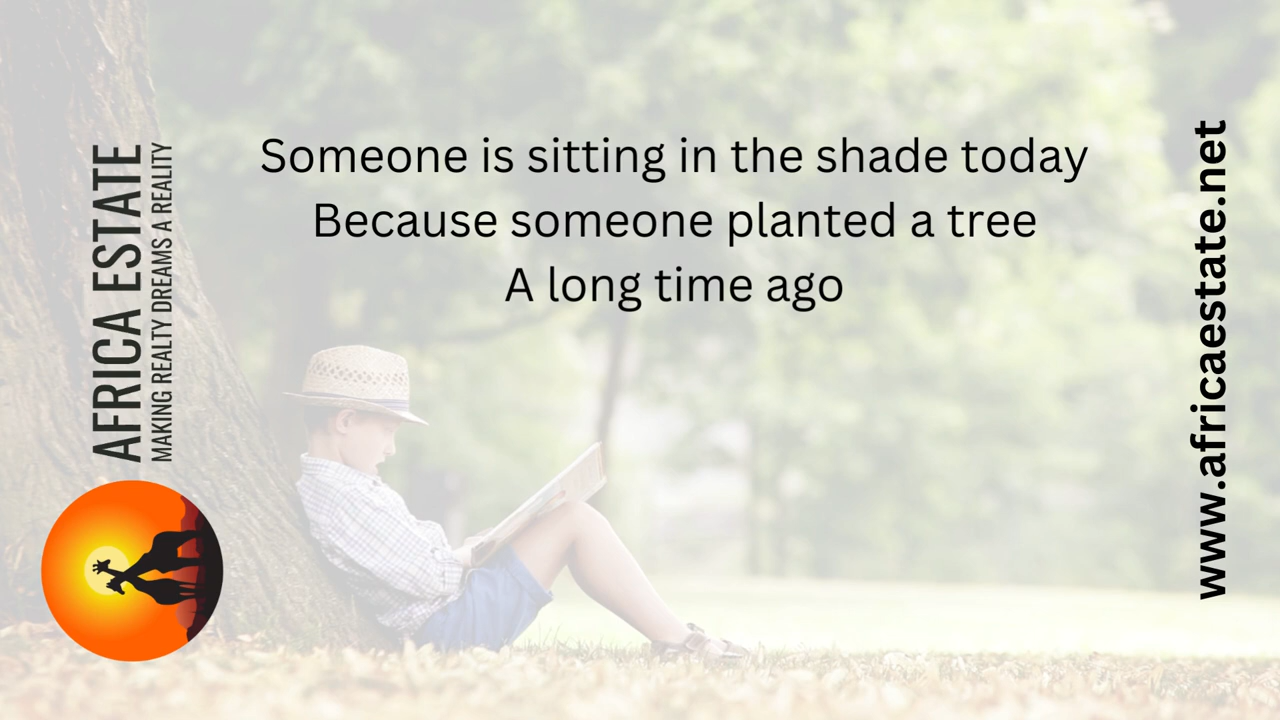 AFRICA ESTATE
MAKING REALTY DREAMS A REALITY
Someone is sitting in the shade today
Because someone planted a tree
A long time ago
www.africaestate.net